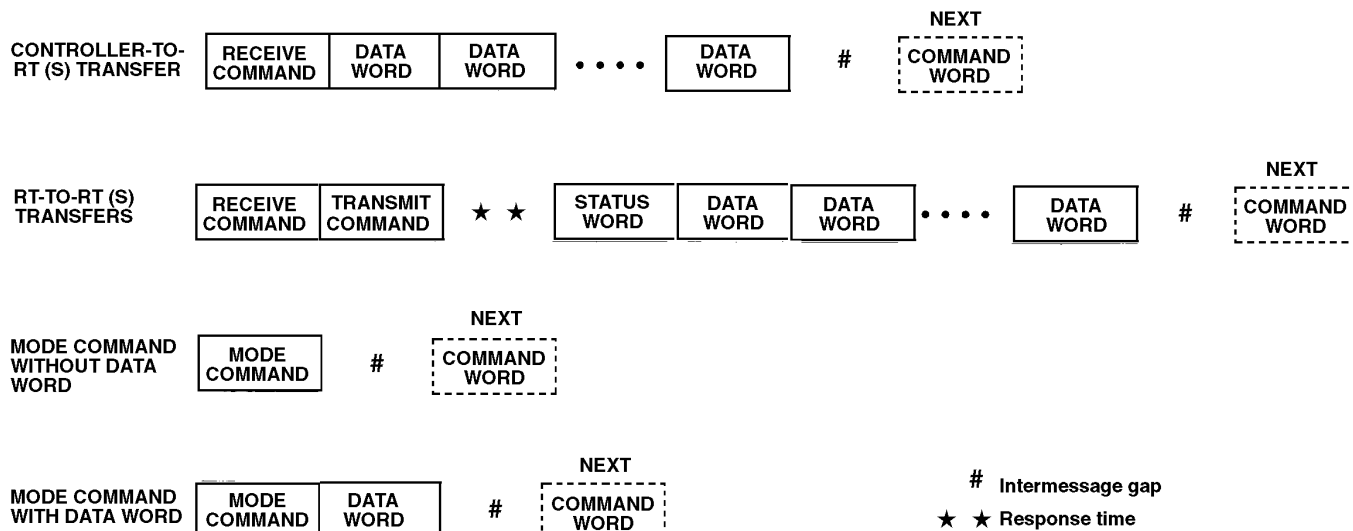 CONTROLLER-TO-
RT (S) TRANSFER
RECEIVE
COMMAND
DATA
WORD
DATA
WORD
• • • •
DATA
WORD
#
NEXT
COMMAND
WORD
RT-TO-RT (S)
TRANSFERS
RECEIVE
COMMAND
TRANSMIT
COMMAND
★ ★
STATUS
WORD
DATA
WORD
DATA
WORD
• • • •
DATA
WORD
#
NEXT
COMMAND
WORD
MODE COMMAND
WITHOUT DATA
WORD
MODE
COMMAND
#
NEXT
COMMAND
WORD
MODE COMMAND
WITH DATA WORD
MODE
COMMAND
DATA
WORD
#
NEXT
COMMAND
WORD
# Intermessage gap
★ ★ Response time